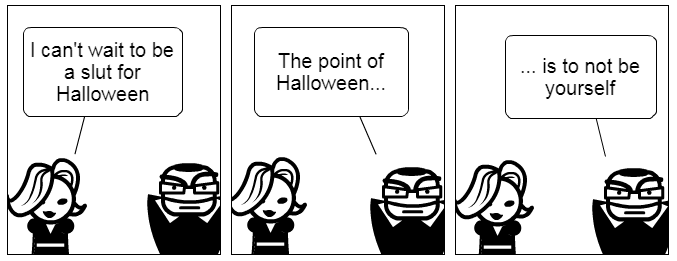 I can't wait to be
a slut for
Halloween
The point of
Halloween...
... is to not be
yourself